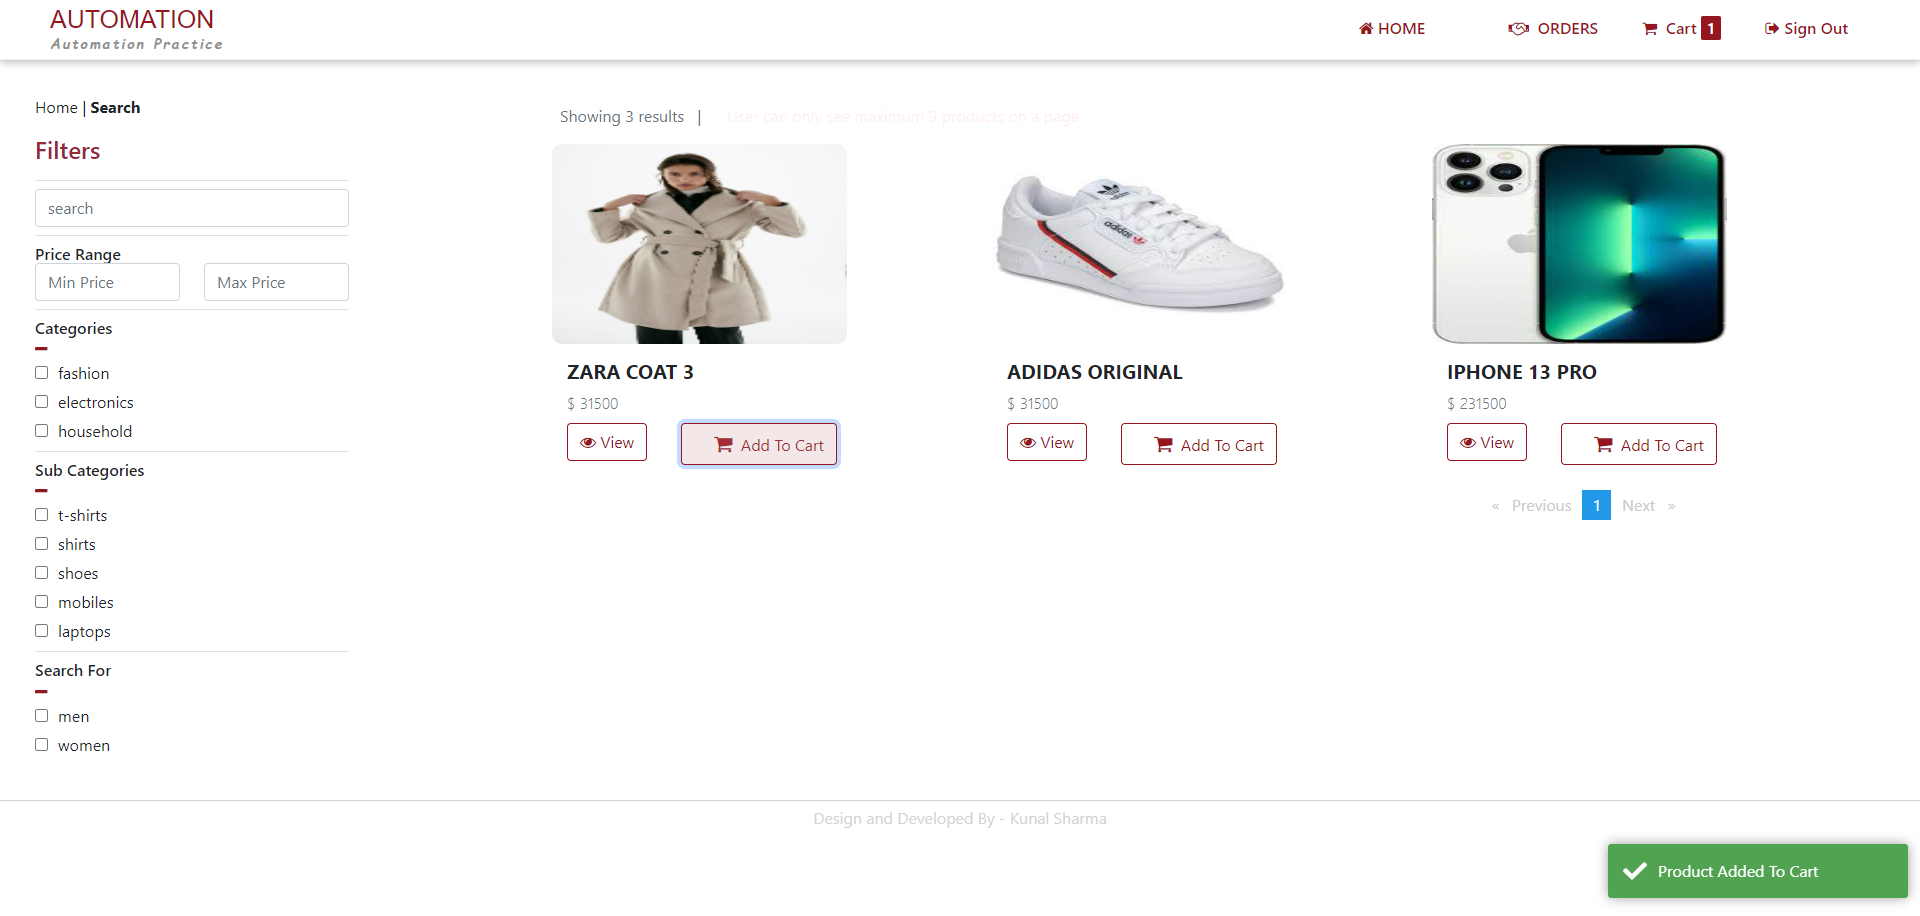 AUTOMATION
Automation Practice
HOME
ORDERS
Cart 1
Sign Out
Home | Search
Showing 3 results |
User can only see maximum 9 products on a page
Filters
search
Price Range
Min Price
Max Price
Categories
fashion
electronics
household
Sub Categories
t-shirts
shirts
shoes
mobiles
laptops
Search For
men
women
adidas
ZARA COAT 3
$ 31500
View
Add To Cart
ADIDAS ORIGINAL
$ 31500
View
Add To Cart
IPHONE 13 PRO
$ 231500
View
Add To Cart
« Previous 1 Next »
Design and Developed By - Kunal Sharma
Product Added To Cart